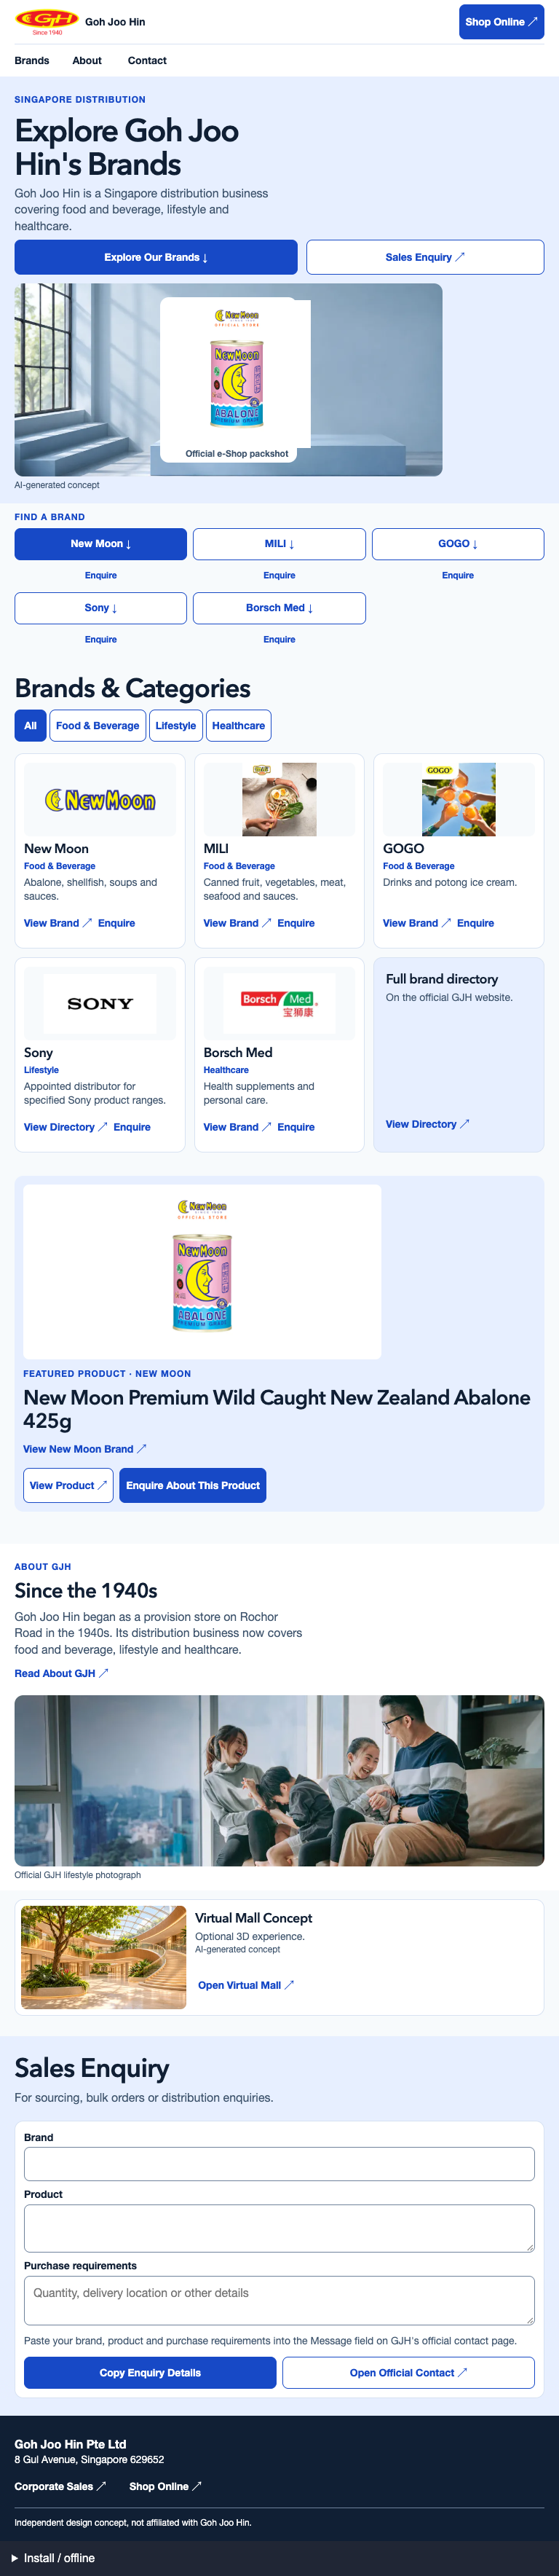 GJH
Since 1940
Goh Joo Hin
Shop Online ↗
Brands
About
Contact
SINGAPORE DISTRIBUTION
Explore Goh Joo
Hin's Brands
Goh Joo Hin is a Singapore distribution business
covering food and beverage, lifestyle and
healthcare.
Explore Our Brands ↓
Sales Enquiry ↗
New Moon
OFFICIAL STORE
New Moon
ABALONE
PREMIUM GRADE
Official e-Shop packshot
AI-generated concept
FIND A BRAND
New Moon ↓
MILI ↓
GOGO ↓
Enquire
Enquire
Enquire
Sony ↓
Borsch Med ↓
Enquire
Enquire
Brands & Categories
All
Food & Beverage
Lifestyle
Healthcare
New Moon
GOGO
New Moon
MILI
GOGO
Food & Beverage
Food & Beverage
Food & Beverage
Abalone, shellfish, soups and
sauces.
Canned fruit, vegetables, meat,
seafood and sauces.
Drinks and potong ice cream.
View Brand ↗ Enquire
View Brand ↗ Enquire
View Brand ↗ Enquire
SONY
Borsch Med
宝狮康
Full brand directory
On the official GJH website.
Sony
Borsch Med
Lifestyle
Healthcare
Appointed distributor for
specified Sony product ranges.
Health supplements and
personal care.
View Directory ↗ Enquire
View Brand ↗ Enquire
View Directory ↗
New Moon
OFFICIAL STORE
New Moon
ABALONE
PREMIUM GRADE
FEATURED PRODUCT · NEW MOON
New Moon Premium Wild Caught New Zealand Abalone
425g
View New Moon Brand ↗
View Product ↗
Enquire About This Product
ABOUT GJH
Since the 1940s
Goh Joo Hin began as a provision store on Rochor
Road in the 1940s. Its distribution business now covers
food and beverage, lifestyle and healthcare.
Read About GJH ↗
Official GJH lifestyle photograph
Virtual Mall Concept
Optional 3D experience.
AI-generated concept
Open Virtual Mall ↗
Sales Enquiry
For sourcing, bulk orders or distribution enquiries.
Brand
Product
Purchase requirements
Quantity, delivery location or other details
Paste your brand, product and purchase requirements into the Message field on GJH's official contact page.
Copy Enquiry Details
Open Official Contact ↗
Goh Joo Hin Pte Ltd
8 Gul Avenue, Singapore 629652
Corporate Sales ↗
Shop Online ↗
Independent design concept, not affiliated with Goh Joo Hin.
▶ Install / offline